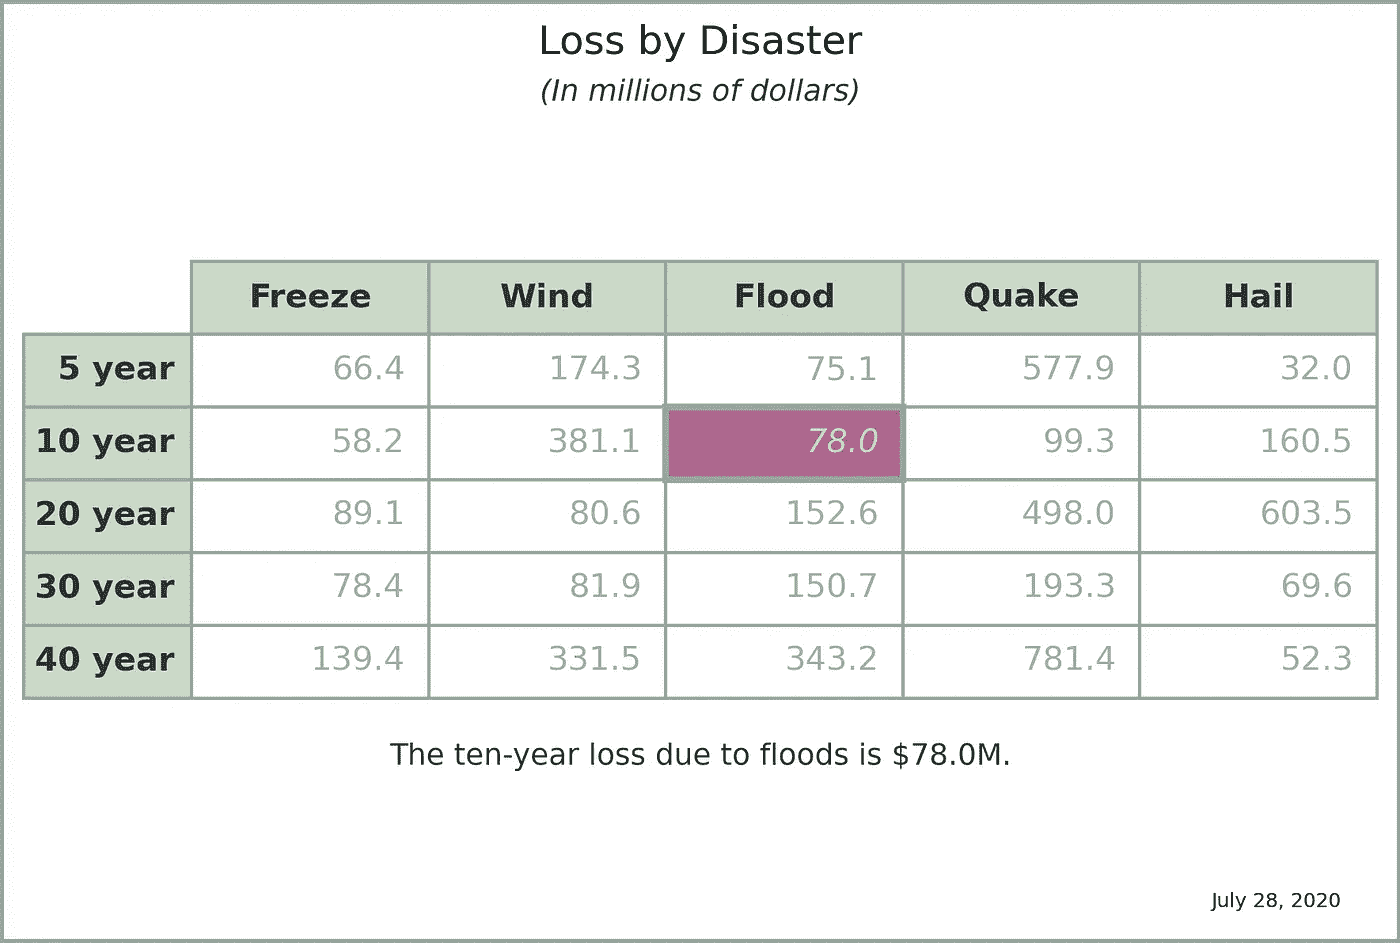 Loss by Disaster
(In millions of dollars)
Freeze Wind Flood Quake Hail
5 year 66.4 174.3 75.1 577.9 32.0
10 year 58.2 381.1 78.0 99.3 160.5
20 year 89.1 80.6 152.6 498.0 603.5
30 year 78.4 81.9 150.7 193.3 69.6
40 year 139.4 331.5 343.2 781.4 52.3
The ten-year loss due to floods is $78.0M.
July 28, 2020